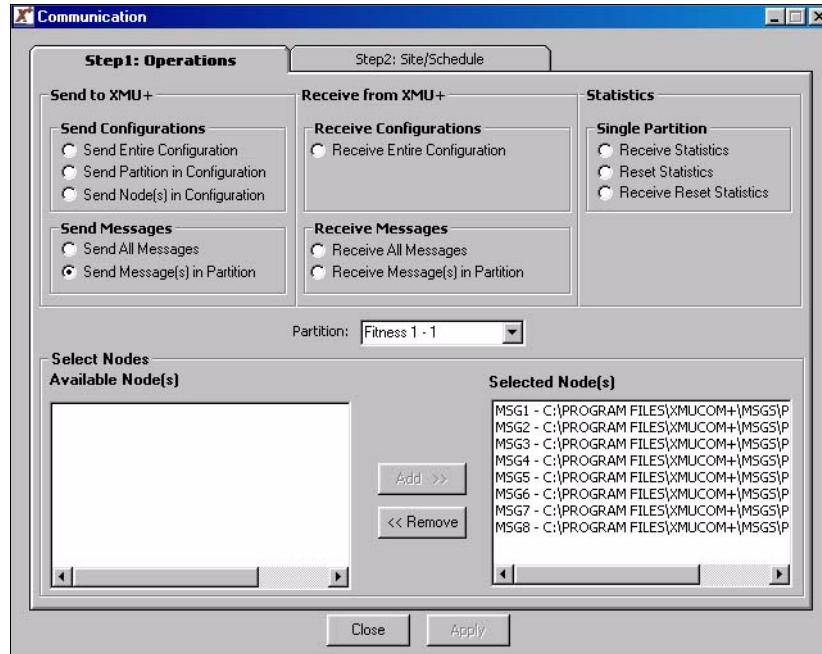 Communication
Step1: Operations
Step2: Site/Schedule
Send to XMU+
Send Configurations
Send Entire Configuration
Send Partition in Configuration
Send Node(s) in Configuration
Send Messages
Send All Messages
Send Message(s) in Partition
Receive from XMU+
Receive Configurations
Receive Entire Configuration
Receive Messages
Receive All Messages
Receive Message(s) in Partition
Statistics
Single Partition
Receive Statistics
Reset Statistics
Receive Reset Statistics
Partition: Fitness 1 - 1
Select Nodes
Available Node(s)
Add >>
<< Remove
Selected Node(s)
MSG1 - C:\PROGRAM FILES\XMUCOM+\MSGS\P
MSG2 - C:\PROGRAM FILES\XMUCOM+\MSGS\P
MSG3 - C:\PROGRAM FILES\XMUCOM+\MSGS\P
MSG4 - C:\PROGRAM FILES\XMUCOM+\MSGS\P
MSG5 - C:\PROGRAM FILES\XMUCOM+\MSGS\P
MSG6 - C:\PROGRAM FILES\XMUCOM+\MSGS\P
MSG7 - C:\PROGRAM FILES\XMUCOM+\MSGS\P
MSG8 - C:\PROGRAM FILES\XMUCOM+\MSGS\P
Close
Apply